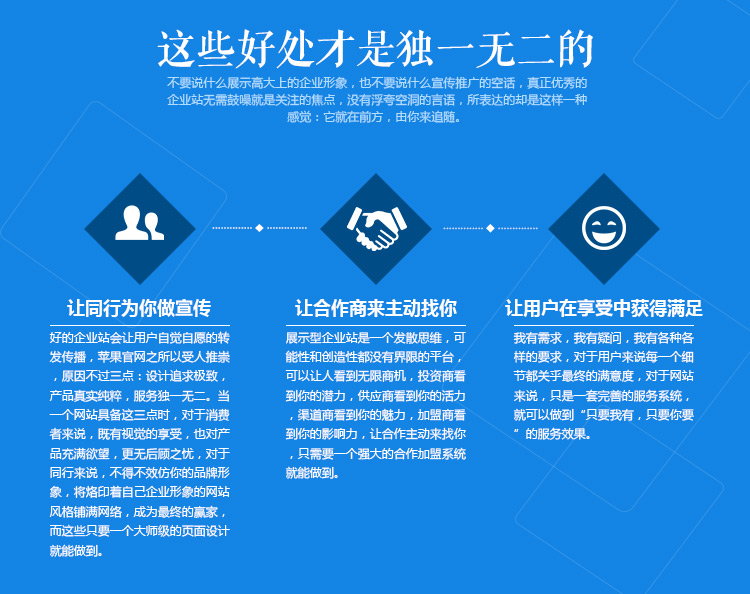 这些好处才是独一无二的
不要说什么展示高大上的企业形象，也不要说什么宣传推广的空话，真正优秀的
企业站无需鼓噪就是关注的焦点，没有浮夸空洞的言语，所表达的却是这样一种
感觉：它就在前方，由你来追随。
让同行为你做宣传
好的企业站会让用户自觉自愿的转
发传播，苹果官网之所以受人推崇
，原因不过三点：设计追求极致，
产品真实纯粹，服务独一无二。当
一个网站具备这三点时，对于消费
者来说，既有视觉的享受，也对产
品充满欲望，更无后顾之忧，对于
同行来说，不得不效仿你的品牌形
象，将烙印着自己企业形象的网站
风格铺满网络，成为最终的赢家，
而这些只要一个大师级的页面设计
就能做到。
让合作商来主动找你
展示型企业站是一个发散思维，可
能性和创造性都没有界限的平台，
可以让人看到无限商机，投资商看
到你的潜力，供应商看到你的活力
，渠道商看到你的魅力，加盟商看
到你的影响力，让合作主动来找你
，只需要一个强大的合作加盟系统
就能做到。
让用户在享受中获得满足
我有需求，我有疑问，我有各种各
样的要求，对于用户来说每一个细
节都关乎最终的满意度，对于网站
来说，只是一套完善的服务系统，
就可以做到“只要我有，只要你要
”的服务效果。